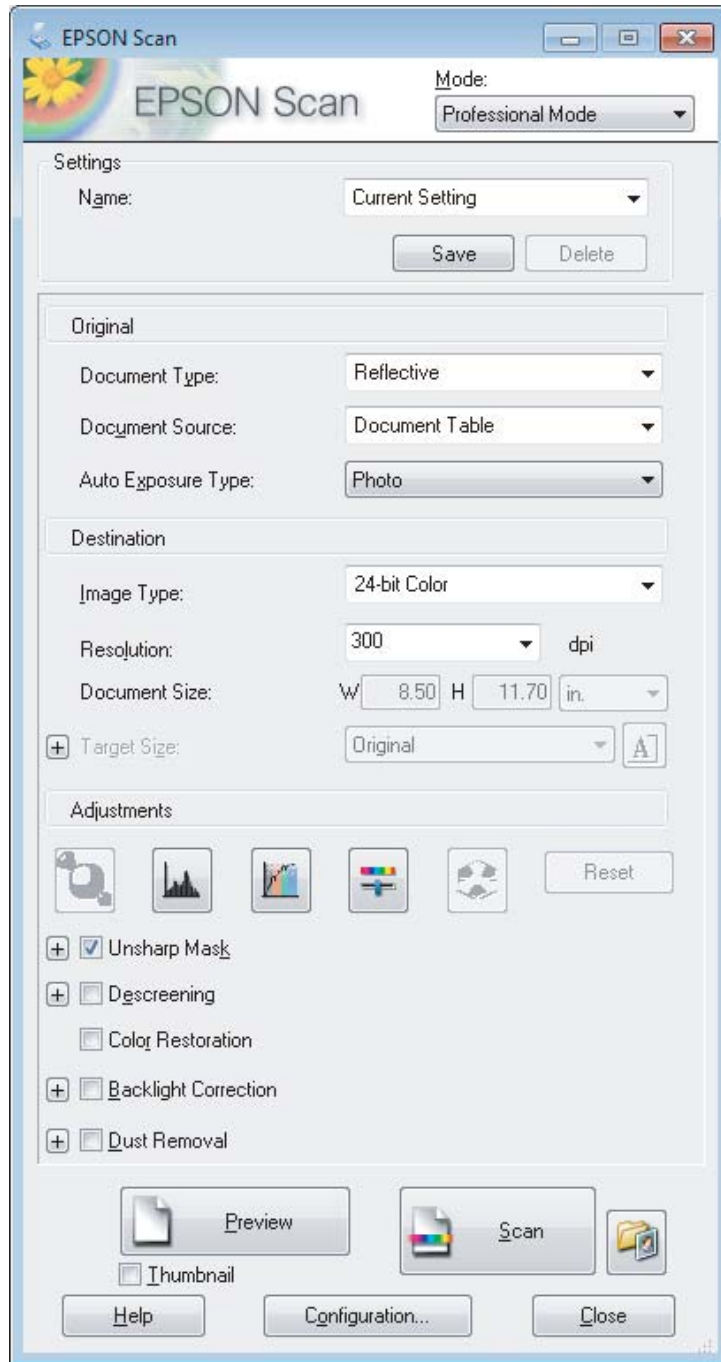 EPSON Scan
EPSON Scan
Mode:
Professional Mode
Settings
Name: Current Setting
Save Delete
Original
Document Type: Reflective
Document Source: Document Table
Auto Exposure Type: Photo
Destination
Image Type: 24-bit Color
Resolution: 300 dpi
Document Size: W 8.50 H 11.70 in.
Target Size: Original A
Adjustments
Reset
Unsharp Mask
Descreening
Color Restoration
Backlight Correction
Dust Removal
Preview Scan
Thumbnail
Help Configuration... Close